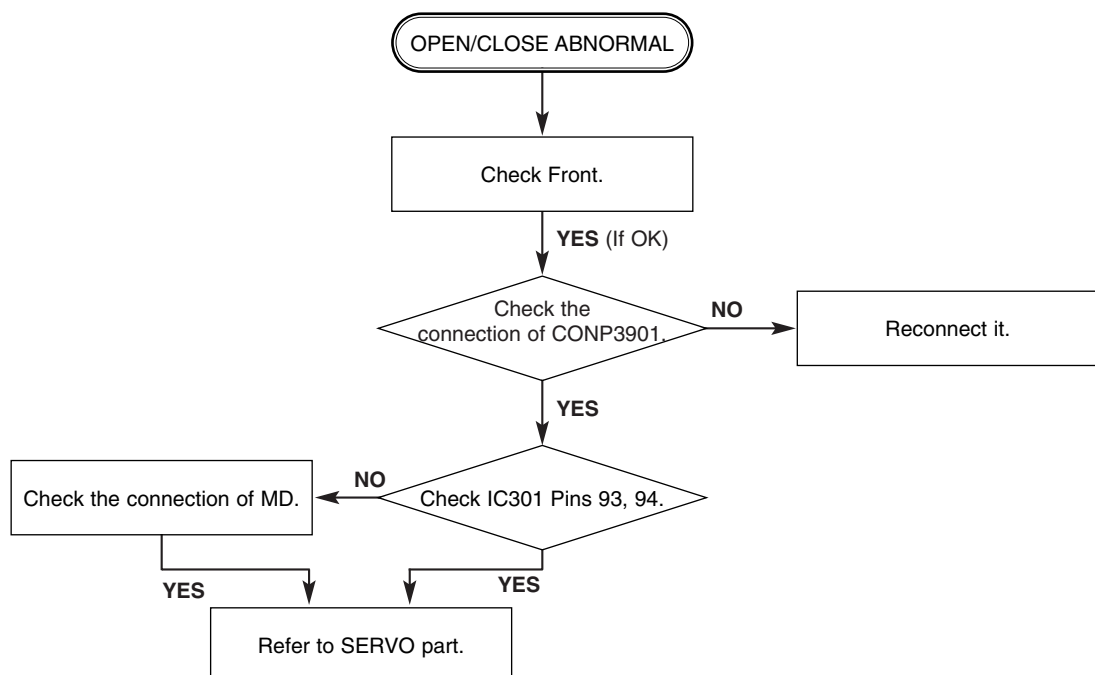 OPEN/CLOSE ABNORMAL
Check Front.
YES (If OK)
Check the
connection of CONP3901.
NO
Reconnect it.
YES
Check the connection of MD.
NO
Check IC301 Pins 93, 94.
YES
YES
Refer to SERVO part.